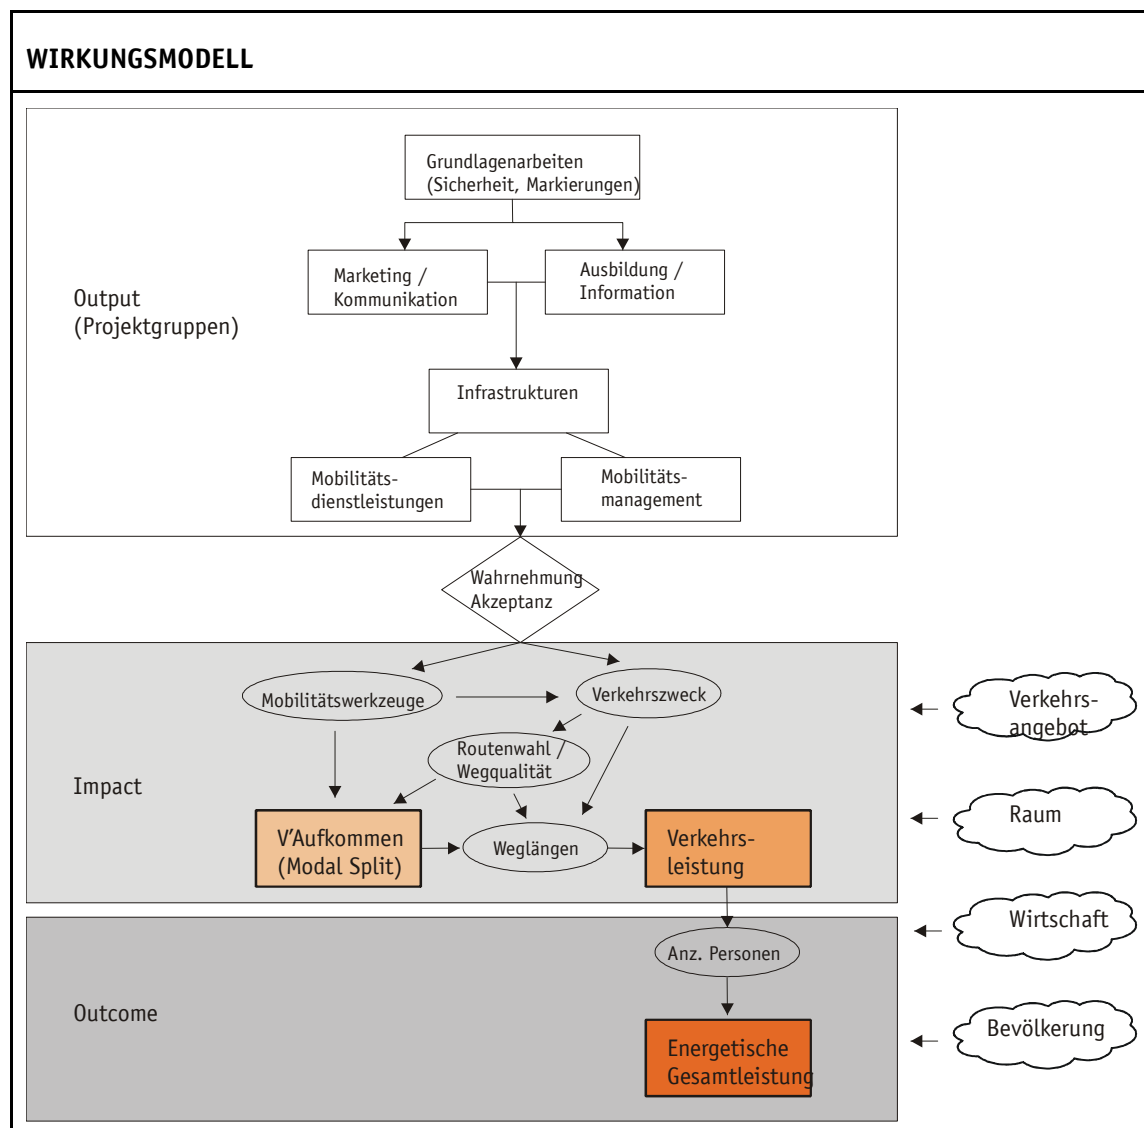 WIRKUNGSMODELL
Grundlagenarbeiten
(Sicherheit, Markierungen)
Marketing /
Kommunikation
Ausbildung /
Information
Output
(Projektgruppen)
Infrastrukturen
Mobilitäts-
dienstleistungen
Mobilitäts-
management
Wahrnehmung
Akzeptanz
Mobilitätswerkzeuge
Verkehrszweck
Routenwahl /
Wegqualität
Impact
V'Aufkommen
(Modal Split)
Weglängen
Verkehrs-
leistung
Anz. Personen
Outcome
Energetische
Gesamtleistung
Verkehrs-
angebot
Raum
Wirtschaft
Bevölkerung